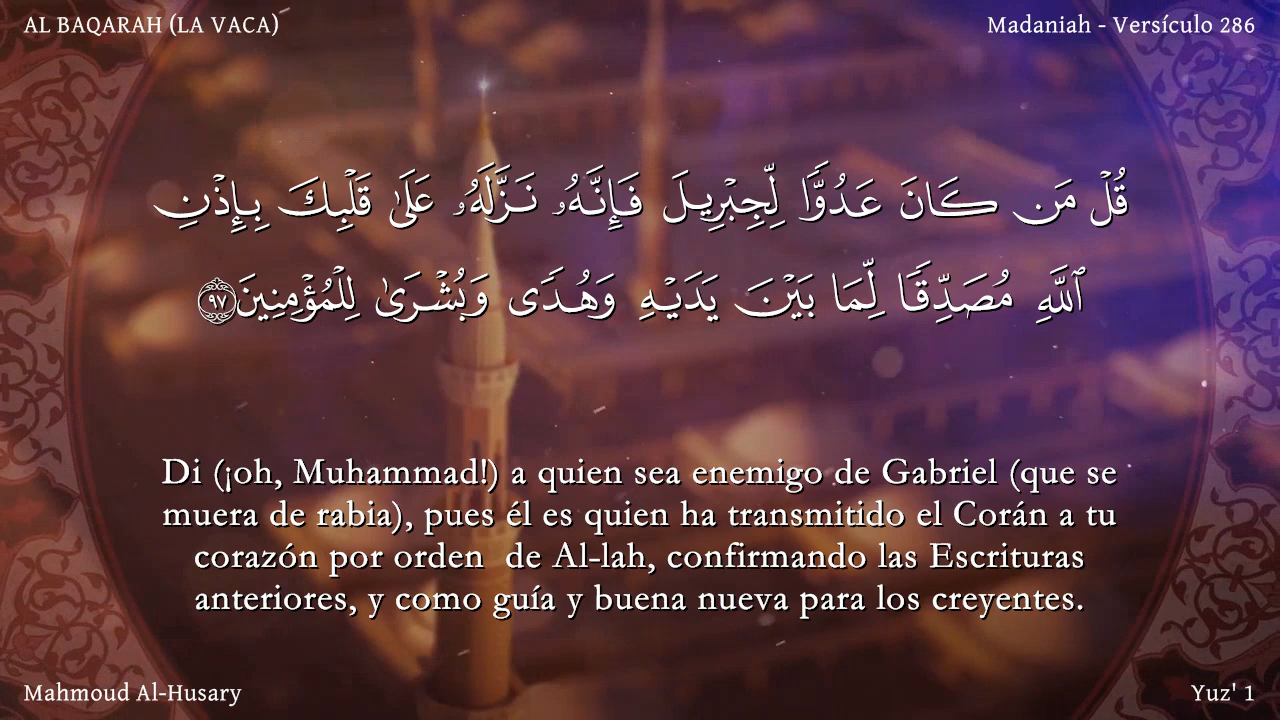 AL BAQARAH (LA VACA)
Madaniah - Versículo 286
قُلۡ مَن كَانَ عَدُوّٗا لِّجِبۡرِيلَ فَإِنَّهُۥ نَزَّلَهُۥ عَلَىٰ قَلۡبِكَ بِإِذۡنِ
ٱللَّهِ مُصَدِّقٗا لِّمَا بَيۡنَ يَدَيۡهِ وَهُدٗى وَبُشۡرَىٰ لِلۡمُؤۡمِنِينَ ٩٧
Di (¡oh, Muhammad!) a quien sea enemigo de Gabriel (que se
muera de rabia), pues él es quien ha transmitido el Corán a tu
corazón por orden  de Al-lah, confirmando las Escrituras
anteriores, y como guía y buena nueva para los creyentes.
Mahmoud Al-Husary
Yuz' 1